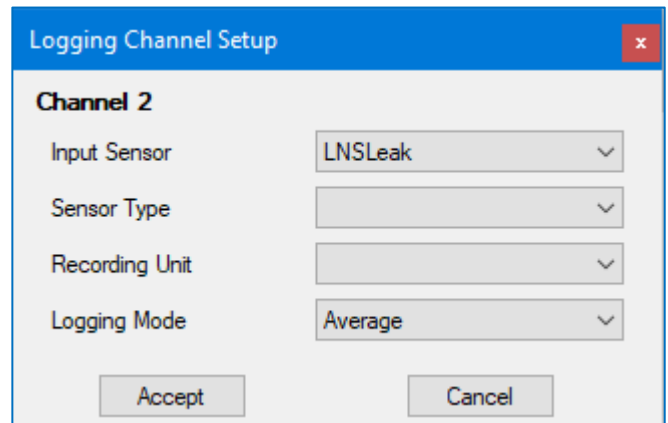 Logging Channel Setup x
Channel 2
Input Sensor LNSLeak
Sensor Type
Recording Unit
Logging Mode Average
Accept Cancel